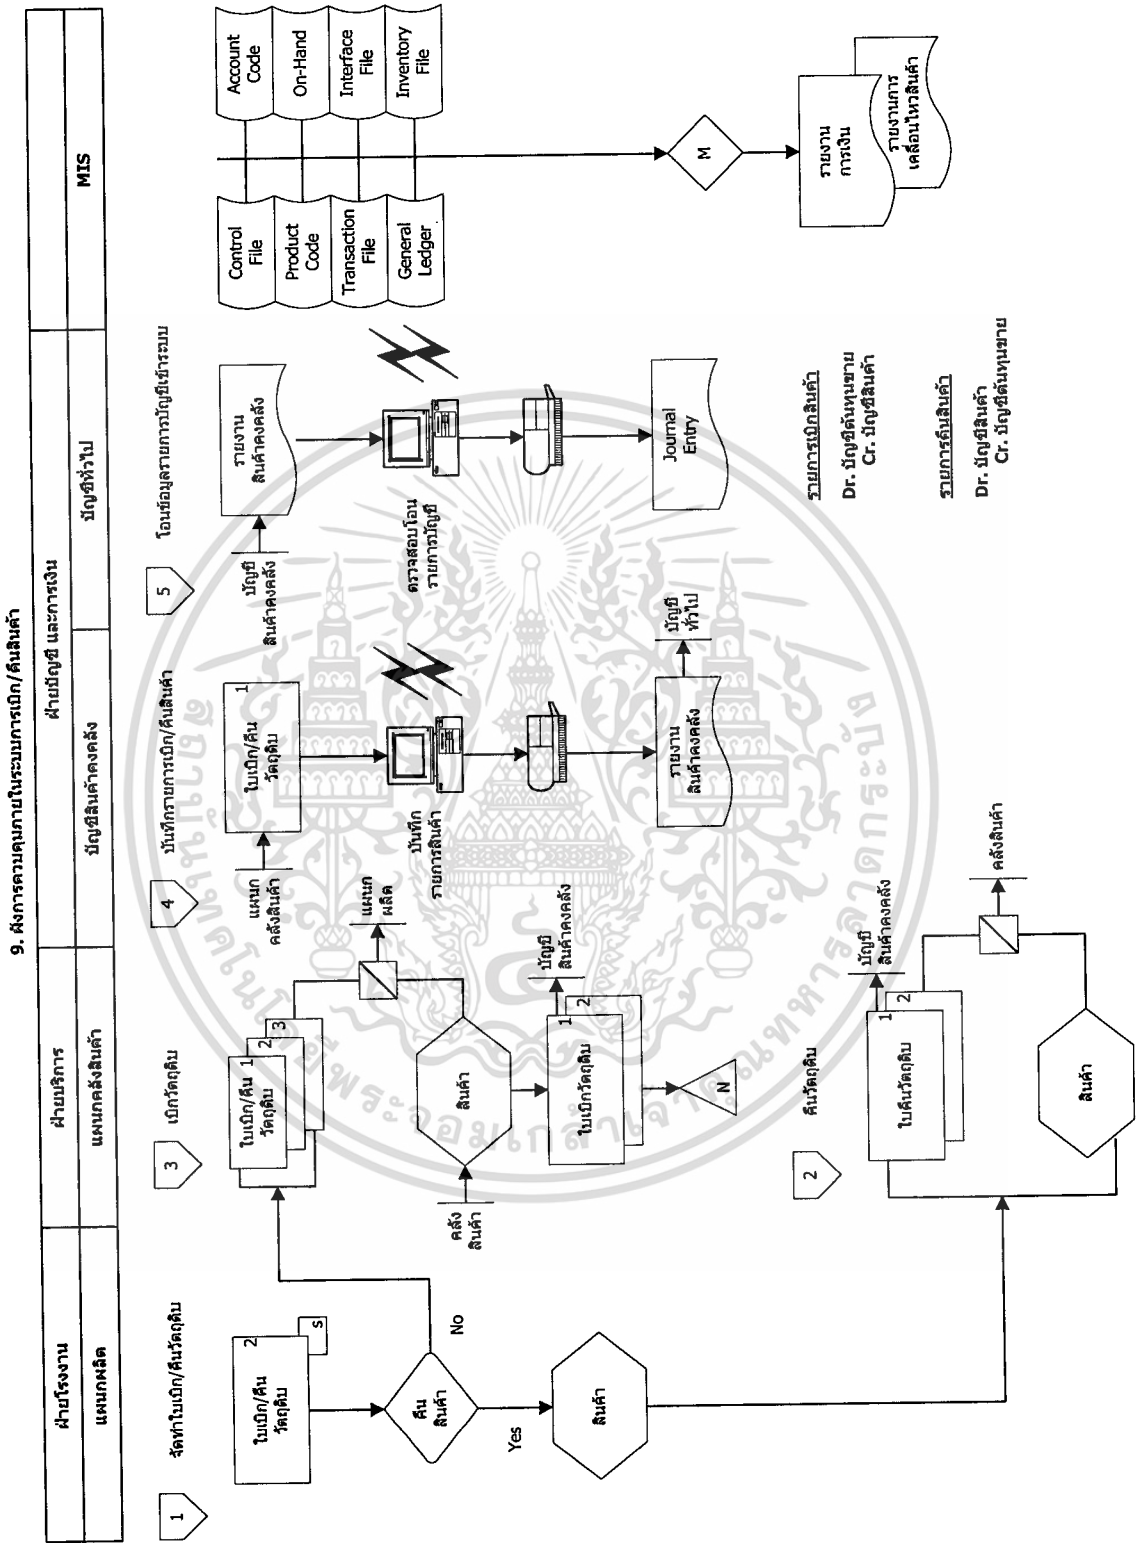 9. ผังการควบคุมภายในระบบการเบิก/คืนสินค้า
ฝ่ายโรงงาน
ฝ่ายบริการ
ฝ่ายบัญชี และการเงิน
MIS
แผนกผลิต
แผนกคลังสินค้า
บัญชีสินค้าคงคลัง
บัญชีทั่วไป
1
จัดทำใบเบิก/คืนวัตถุดิบ
2
ใบเบิก/คืน
วัตถุดิบ
s
คืน
สินค้า
No
Yes
สินค้า
3
เบิกวัตถุดิบ
1
2
3
ใบเบิก/คืน
วัตถุดิบ
แผนก
ผลิต
คลัง
สินค้า
สินค้า
1
2
ใบเบิกวัตถุดิบ
บัญชี
สินค้าคงคลัง
N
2
คืนวัตถุดิบ
1
2
ใบคืนวัตถุดิบ
บัญชี
สินค้าคงคลัง
สินค้า
คลังสินค้า
4
บันทึกรายการเบิก/คืนสินค้า
แผนก
คลังสินค้า
1
ใบเบิก/คืน
วัตถุดิบ
บันทึก
รายการสินค้า
รายงาน
สินค้าคงคลัง
บัญชี
ทั่วไป
5
โอนข้อมูลรายการบัญชีเข้าระบบ
บัญชี
สินค้าคงคลัง
รายงาน
สินค้าคงคลัง
ตรวจสอบโอน
รายการบัญชี
Journal
Entry
รายการเบิกสินค้า
Dr. บัญชีต้นทุนขาย
Cr. บัญชีสินค้า
รายการคืนสินค้า
Dr. บัญชีสินค้า
Cr. บัญชีต้นทุนขาย
Control
File
Account
Code
Product
Code
On-Hand
Transaction
File
Interface
File
General
Ledger
Inventory
File
M
รายงาน
การเงิน
รายงานการ
เคลื่อนไหวสินค้า